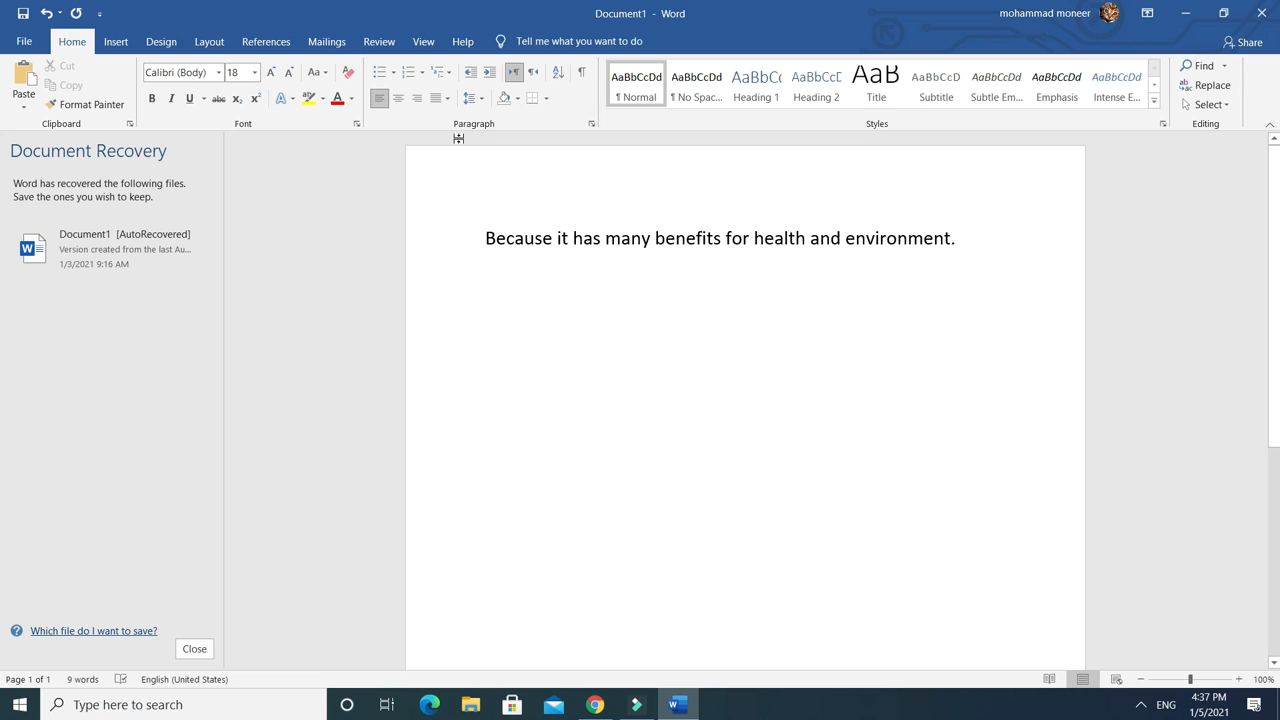 Document1 - Word
mohammad moneer
File Home Insert Design Layout References Mailings Review View Help Tell me what you want to do Share
Paste
Cut
Copy
Format Painter
Clipboard
Calibri (Body) 18
Font
Paragraph
AaBbCcDd AaBbCcDd AaBbCc AaBbCcD AaB AaBbCcD AaBbCcDd AaBbCcDd AaBbCcDd
¶ Normal ¶ No Spac... Heading 1 Heading 2 Title Subtitle Subtle Em... Emphasis Intense E...
Styles
Find
Replace
Select
Editing
Document Recovery
Word has recovered the following files.
Save the ones you wish to keep.
Document1 [AutoRecovered]
Version created from the last Au...
1/3/2021 9:16 AM
Because it has many benefits for health and environment.
Which file do I want to save?
Close
Page 1 of 1 9 words English (United States) 100%
Type here to search
ENG
4:37 PM
1/5/2021